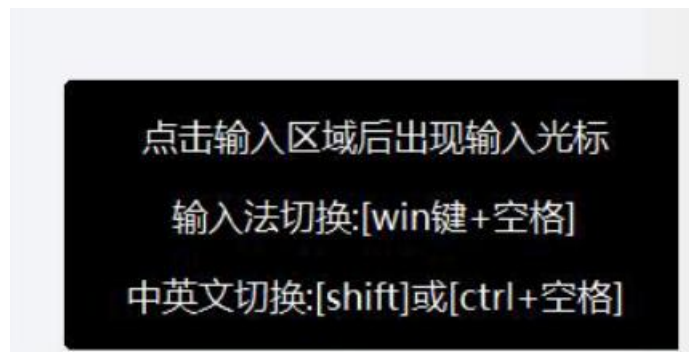 点击输入区域后出现输入光标
输入法切换:[win键+空格]
中英文切换:[shift]或[ctrl+空格]